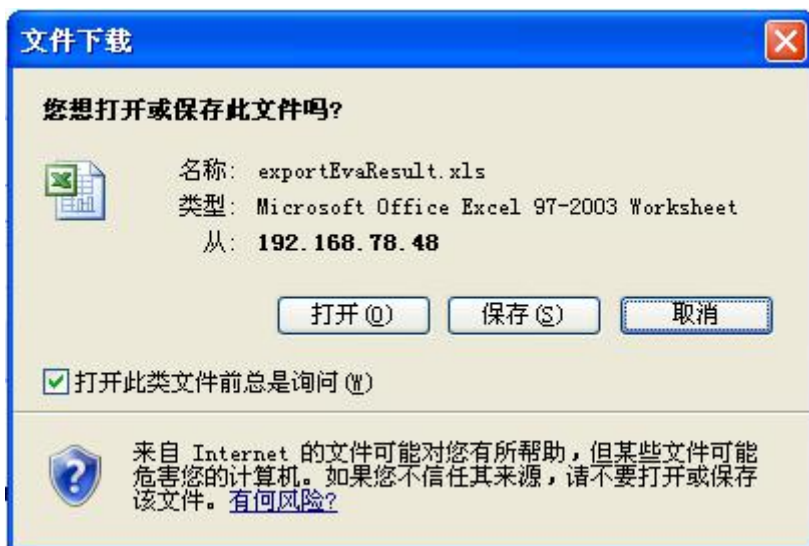 文件下载
您想打开或保存此文件吗?
名称: exportEvaResult.xls
类型: Microsoft Office Excel 97-2003 Worksheet
从: 192.168.78.48
打开(O) 保存(S) 取消
打开此类文件前总是询问(W)
来自 Internet 的文件可能对您有所帮助，但某些文件可能
危害您的计算机。如果您不信任其来源，请不要打开或保存
该文件。有何风险?